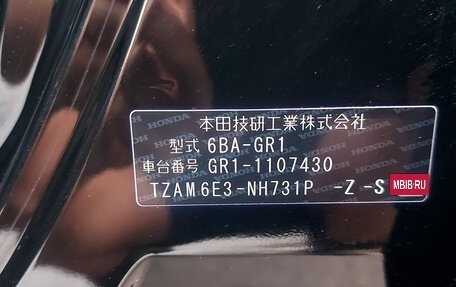 本田技研工業株式会社
型式 6BA-GR1
車台番号 GR1-1107430
TZAM6E3-NH731P -Z -S
MBIB.RU